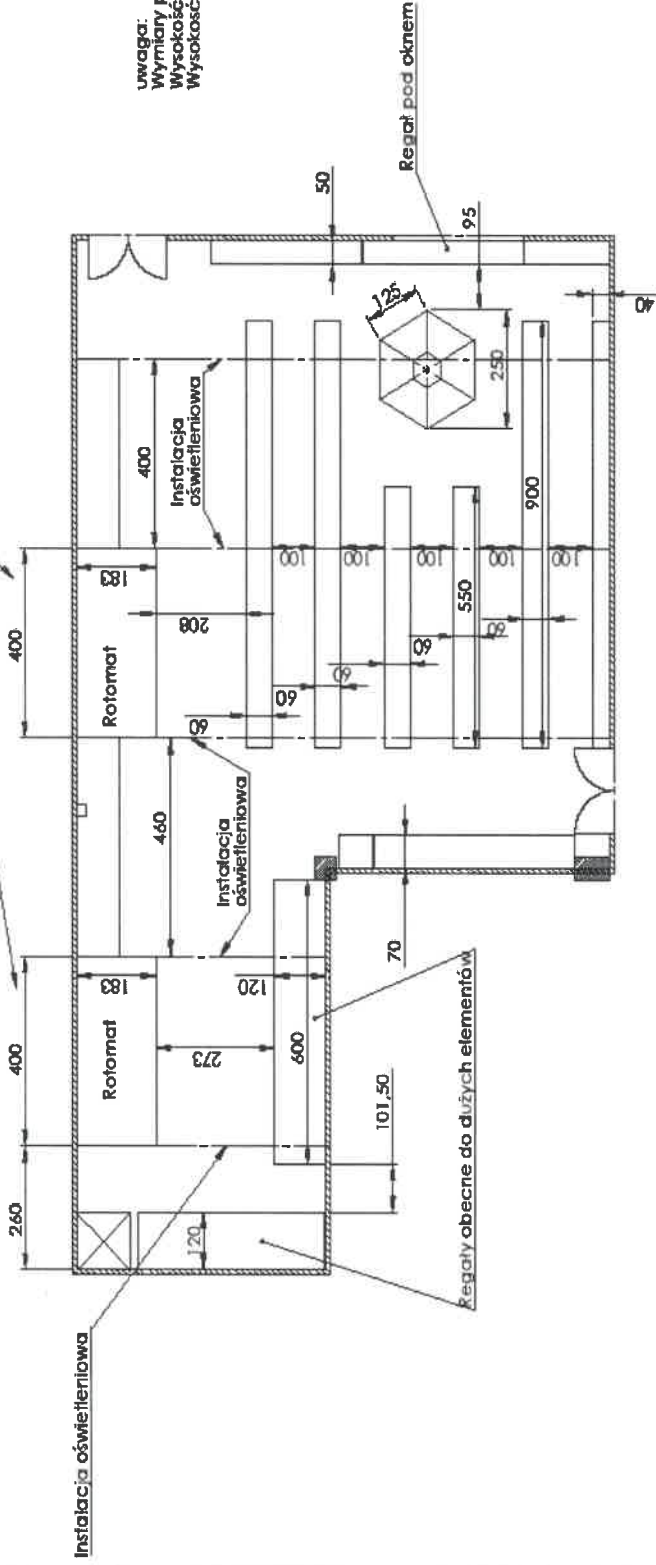 uwaga:
Wymiary p
Wysokość
Wysokość
400
260
400
183
Rotomat
460
400
183
Rotomat
273
120
600
208
Instalacja
oświetleniowa
Instalacja
oświetleniowa
Instalacja oświetleniowa
120
101,50
70
Regały obecne do dużych elementów
60
60
60
60
60
100
100
100
100
100
550
900
125
250
50
95
Regał pod oknem
40